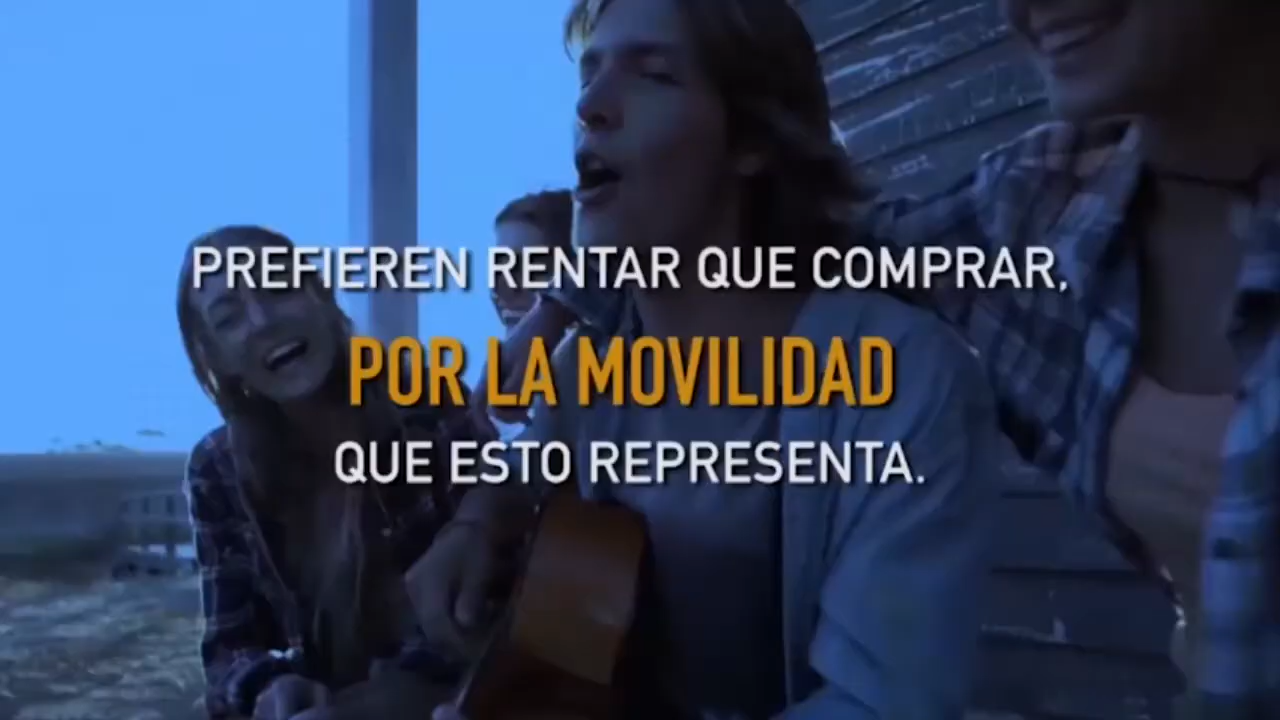 PREFIEREN RENTAR QUE COMPRAR,
POR LA MOVILIDAD
QUE ESTO REPRESENTA.